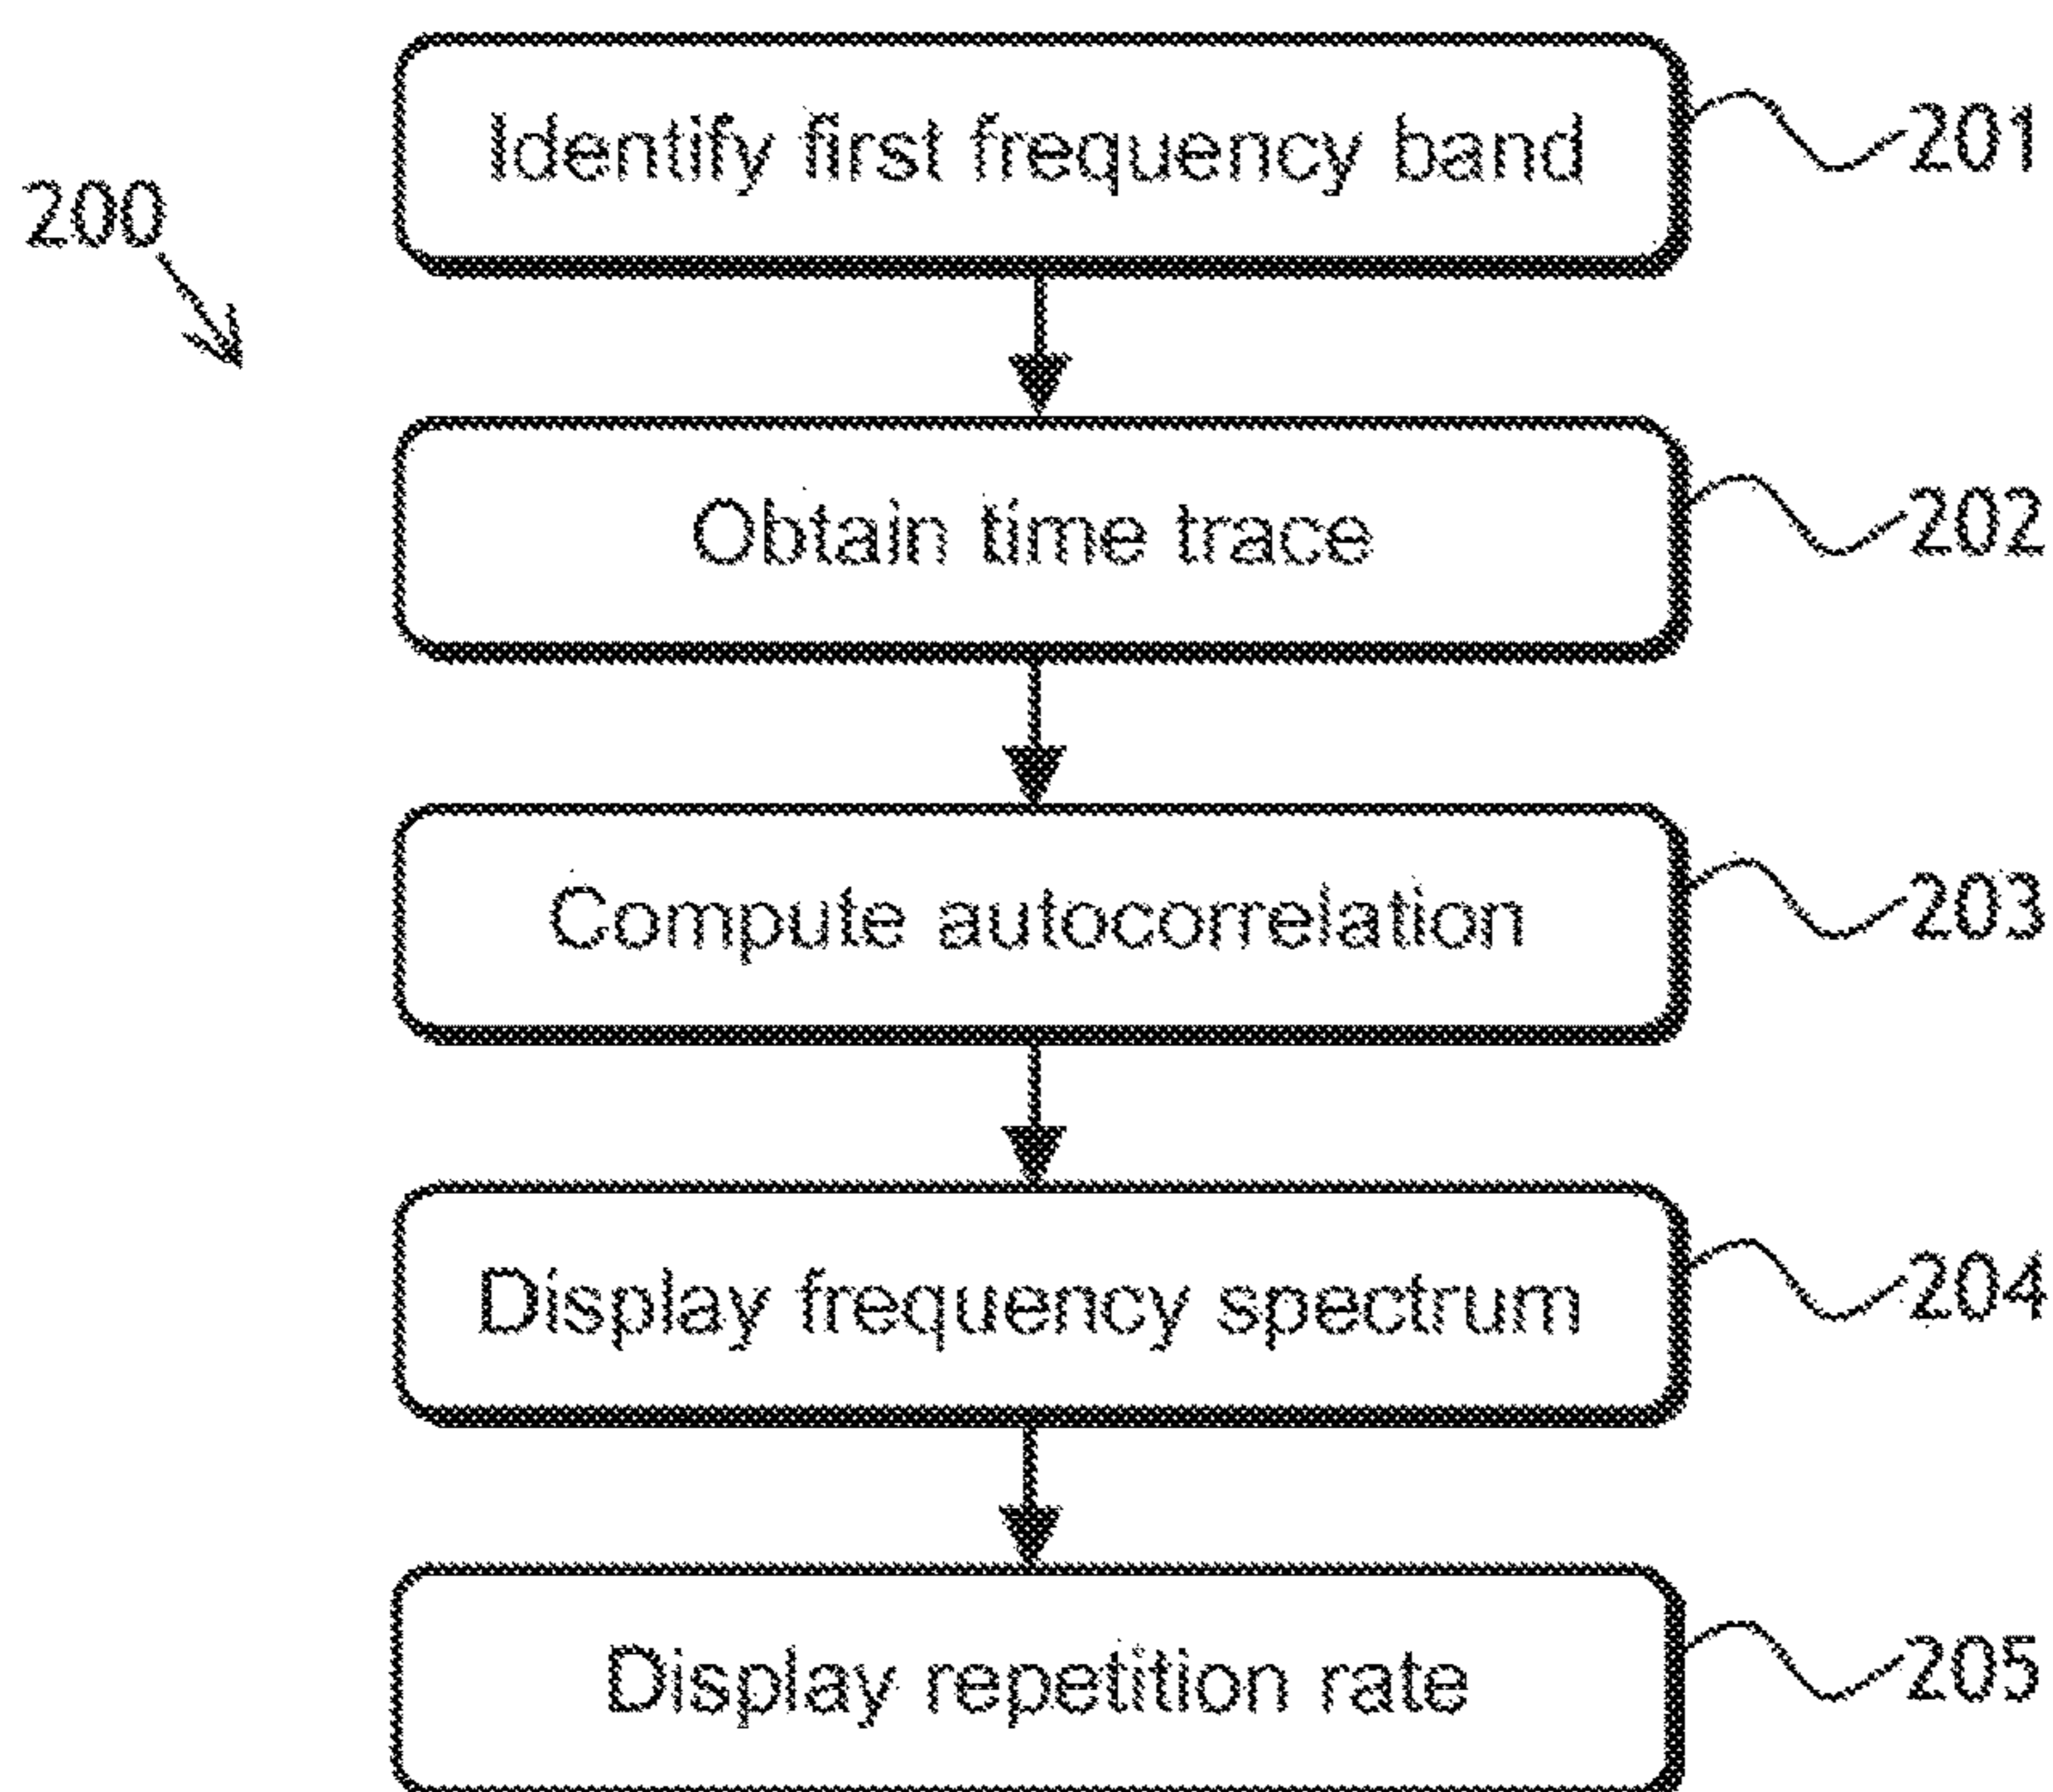 Identify first frequency band
201
200
Obtain time trace
202
Compute autocorrelation
203
Display frequency spectrum
204
Display repetition rate
205